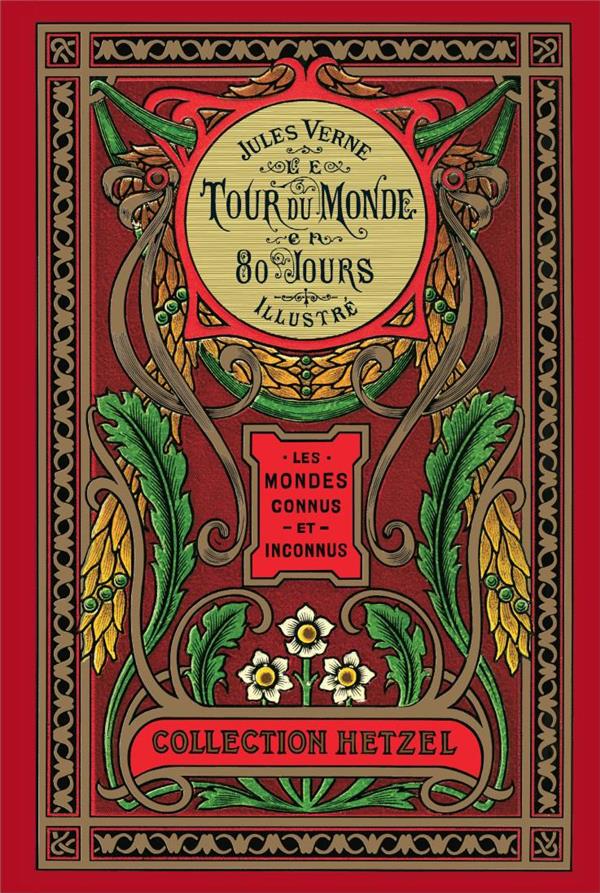 JULES VERNE
LE
TOUR DU MONDE
en
80 JOURS
ILLUSTRÉ
· LES ·
MONDES
CONNUS
– ET –
INCONNUS
COLLECTION HETZEL